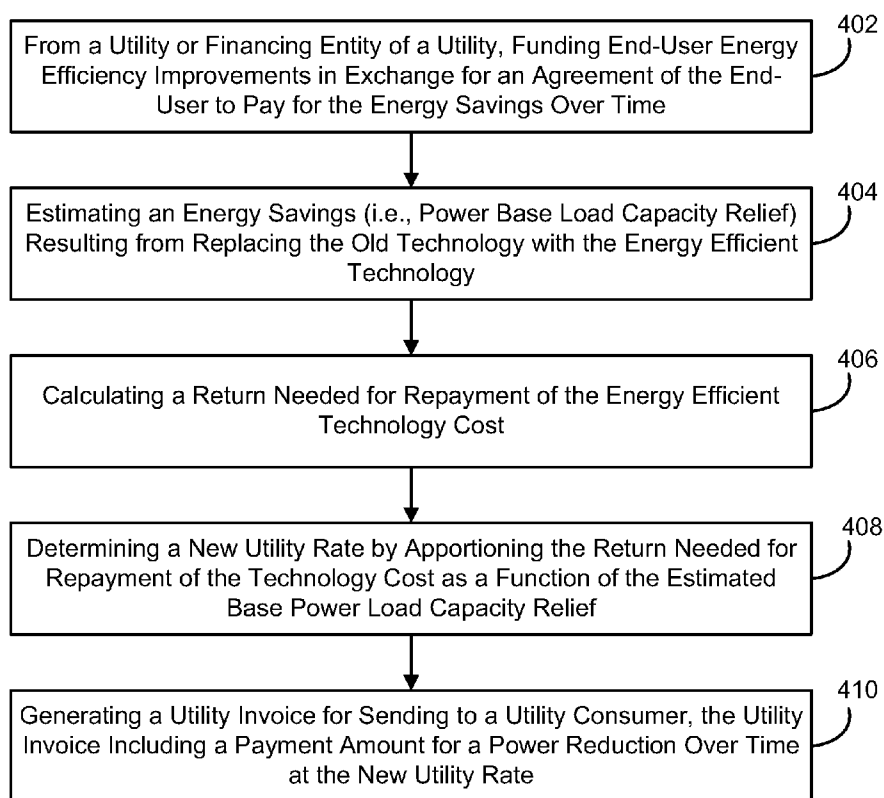 From a Utility or Financing Entity of a Utility, Funding End-User Energy
Efficiency Improvements in Exchange for an Agreement of the End-
User to Pay for the Energy Savings Over Time
402
Estimating an Energy Savings (i.e., Power Base Load Capacity Relief)
Resulting from Replacing the Old Technology with the Energy Efficient
Technology
404
Calculating a Return Needed for Repayment of the Energy Efficient
Technology Cost
406
Determining a New Utility Rate by Apportioning the Return Needed for
Repayment of the Technology Cost as a Function of the Estimated
Base Power Load Capacity Relief
408
Generating a Utility Invoice for Sending to a Utility Consumer, the Utility
Invoice Including a Payment Amount for a Power Reduction Over Time
at the New Utility Rate
410